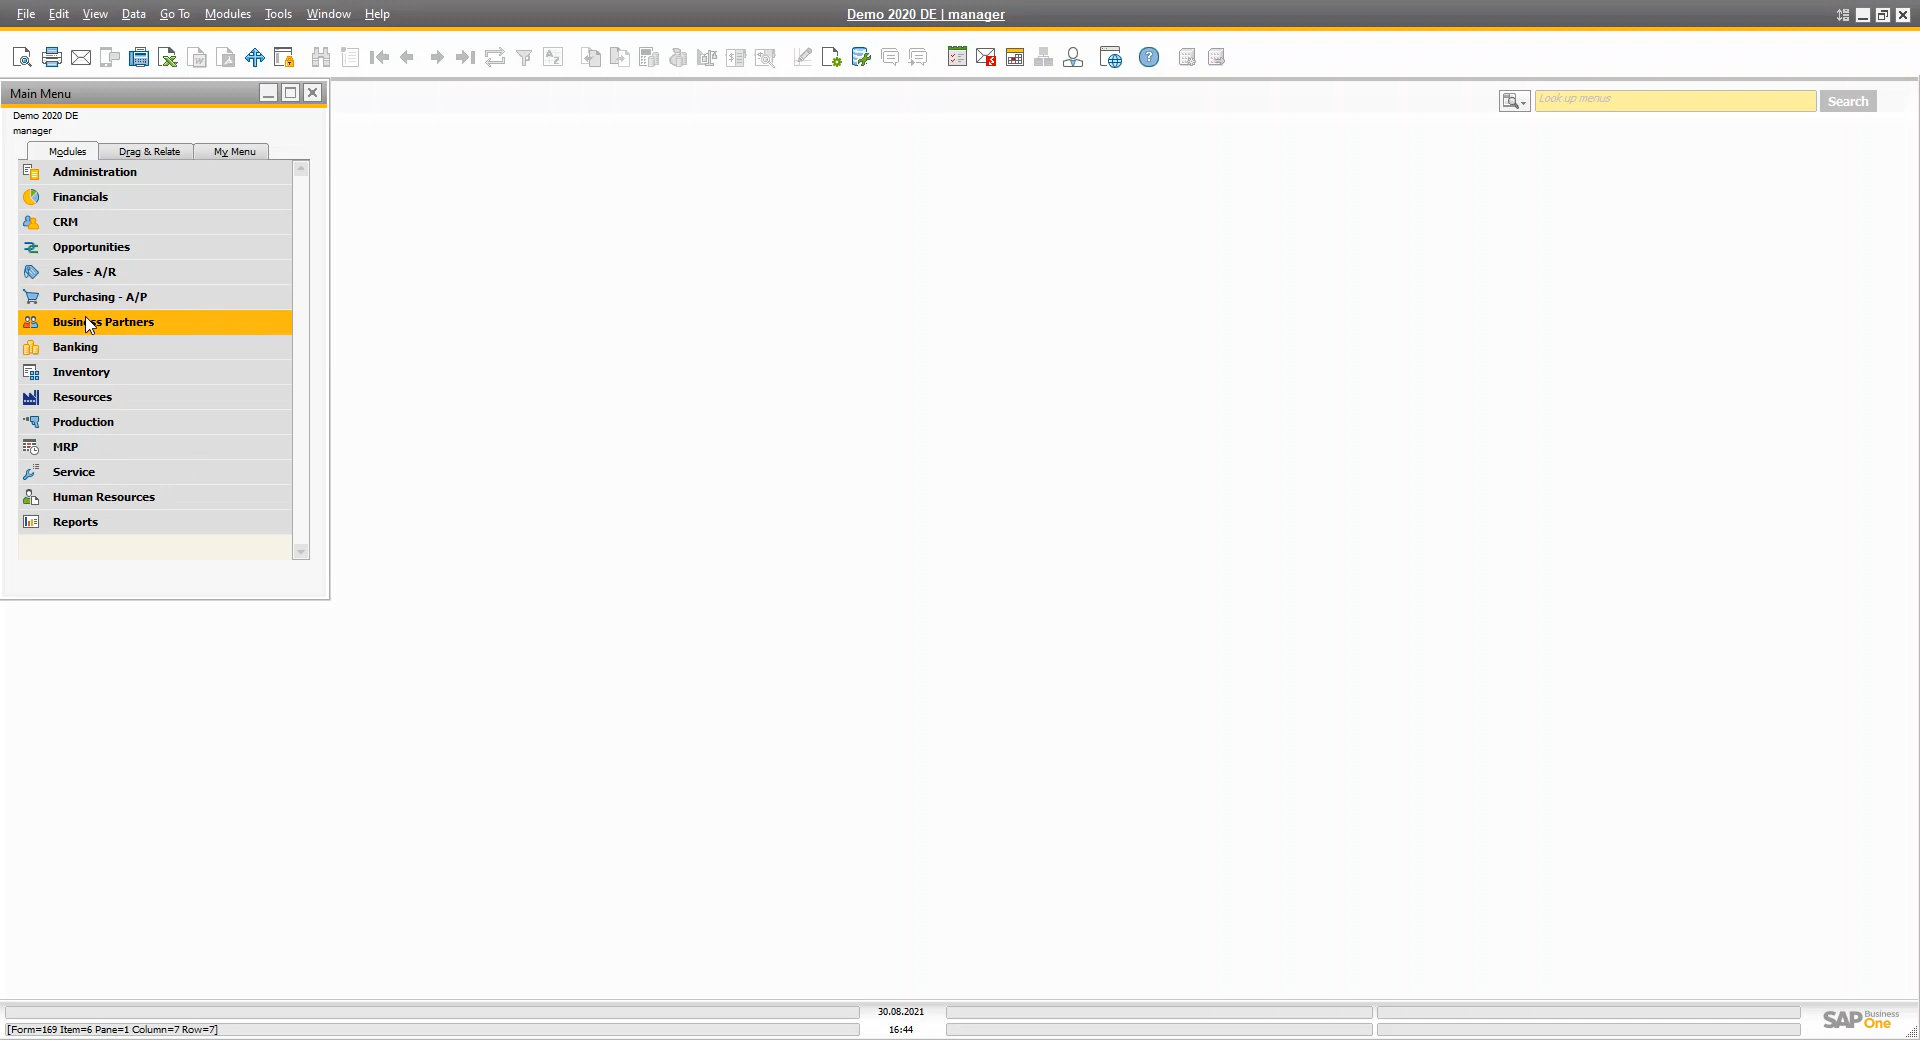 File Edit View Data Go To Modules Tools Window Help
Demo 2020 DE | manager
Main Menu
Look up menus
Search
Demo 2020 DE
manager
Modules Drag & Relate My Menu
Administration
Financials
CRM
Opportunities
Sales - A/R
Purchasing - A/P
Business Partners
Banking
Inventory
Resources
Production
MRP
Service
Human Resources
Reports
30.08.2021
[Form=169 Item=6 Pane=1 Column=7 Row=7]
16:44
SAP Business One